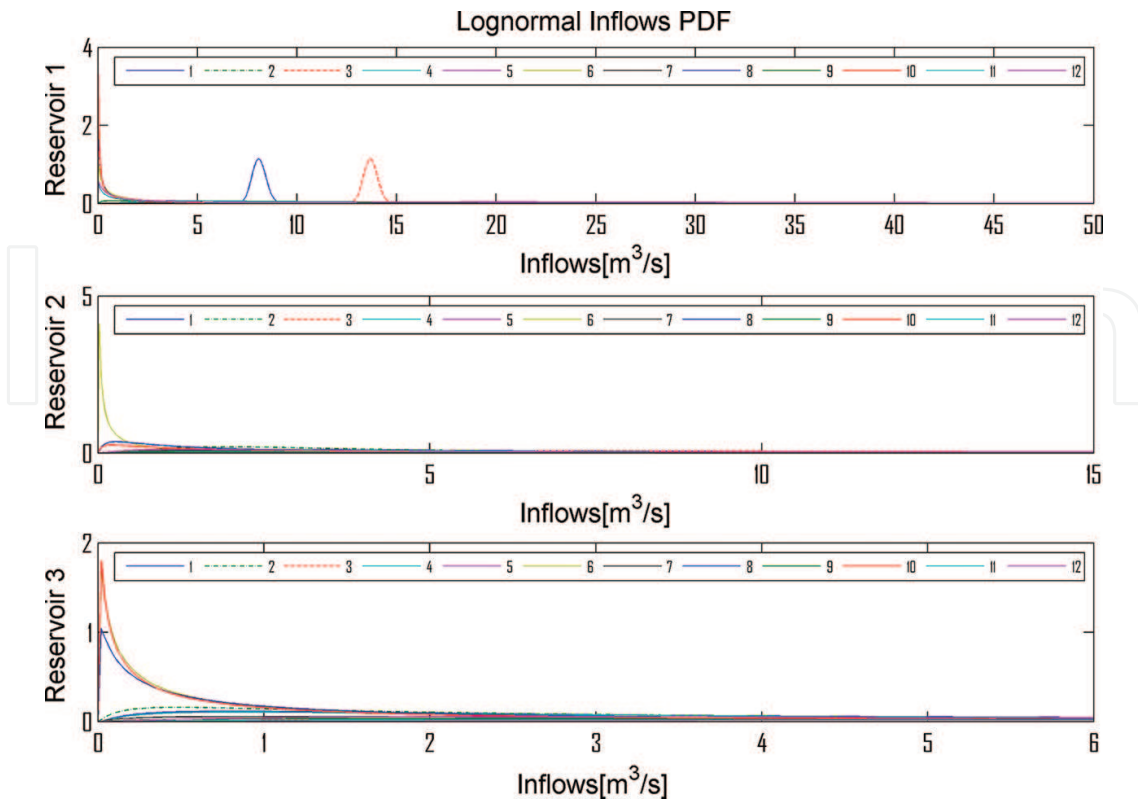 Lognormal Inflows PDF
Reservoir 1
4
2
0
1 2 3 4 5 6 7 8 9 10 11 12
0 5 10 15 20 25 30 35 40 45 50
Inflows[m³/s]
Reservoir 2
5
0
1 2 3 4 5 6 7 8 9 10 11 12
0 5 10 15
Inflows[m³/s]
Reservoir 3
2
1
0
1 2 3 4 5 6 7 8 9 10 11 12
0 1 2 3 4 5 6
Inflows[m³/s]